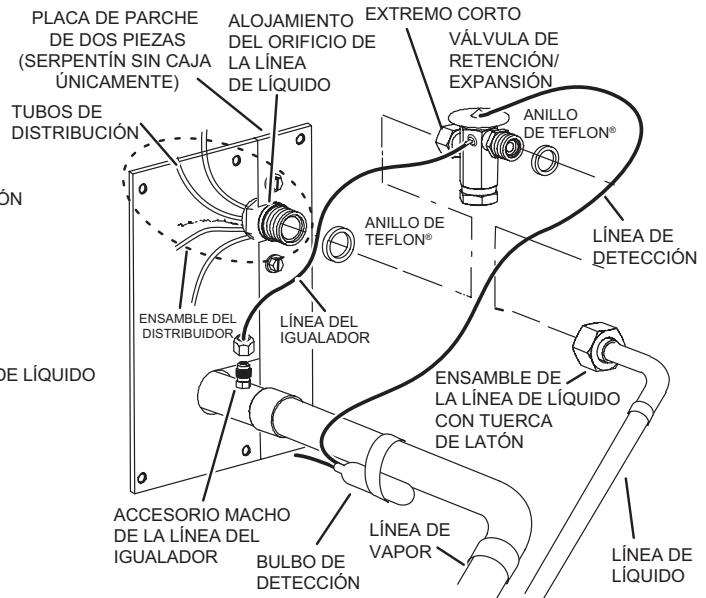 PLACA DE PARCHE
DE DOS PIEZAS
(SERPENTÍN SIN CAJA
ÚNICAMENTE)
ALOJAMIENTO
DEL ORIFICIO DE
LA LÍNEA
DE LÍQUIDO
EXTREMO CORTO
VÁLVULA DE
RETENCIÓN/
EXPANSIÓN
TUBOS DE
DISTRIBUCIÓN
ANILLO
DE TEFLON®
ÓN
ANILLO DE
TEFLON®
LÍNEA DE
DETECCIÓN
ENSAMBLE DEL
DISTRIBUIDOR
LÍNEA DEL
IGUALADOR
DE LÍQUIDO
ENSAMBLE DE
LA LÍNEA DE LÍQUIDO
CON TUERCA
DE LATÓN
ACCESORIO MACHO
DE LA LÍNEA DEL
IGUALADOR
BULBO DE
DETECCIÓN
LÍNEA DE
VAPOR
LÍNEA DE
LÍQUIDO